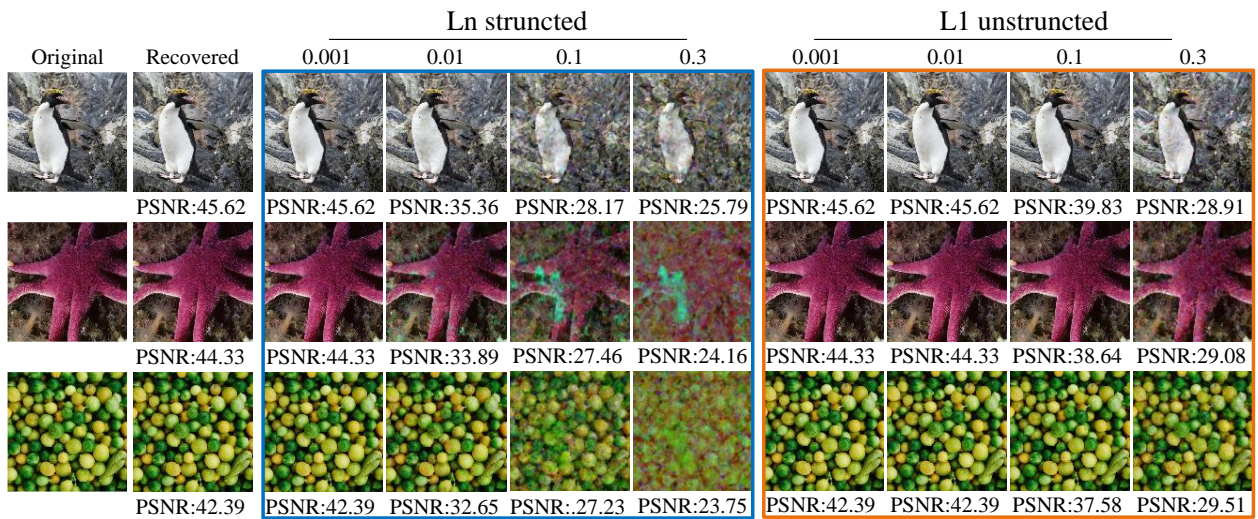 Ln struncted L1 unstruncted
Original Recovered 0.001 0.01 0.1 0.3 0.001 0.01 0.1 0.3
PSNR:45.62 PSNR:45.62 PSNR:35.36 PSNR:28.17 PSNR:25.79 PSNR:45.62 PSNR:45.62 PSNR:39.83 PSNR:28.91
PSNR:44.33 PSNR:44.33 PSNR:33.89 PSNR:27.46 PSNR:24.16 PSNR:44.33 PSNR:44.33 PSNR:38.64 PSNR:29.08
PSNR:42.39 PSNR:42.39 PSNR:32.65 PSNR:.27.23 PSNR:23.75 PSNR:42.39 PSNR:42.39 PSNR:37.58 PSNR:29.51